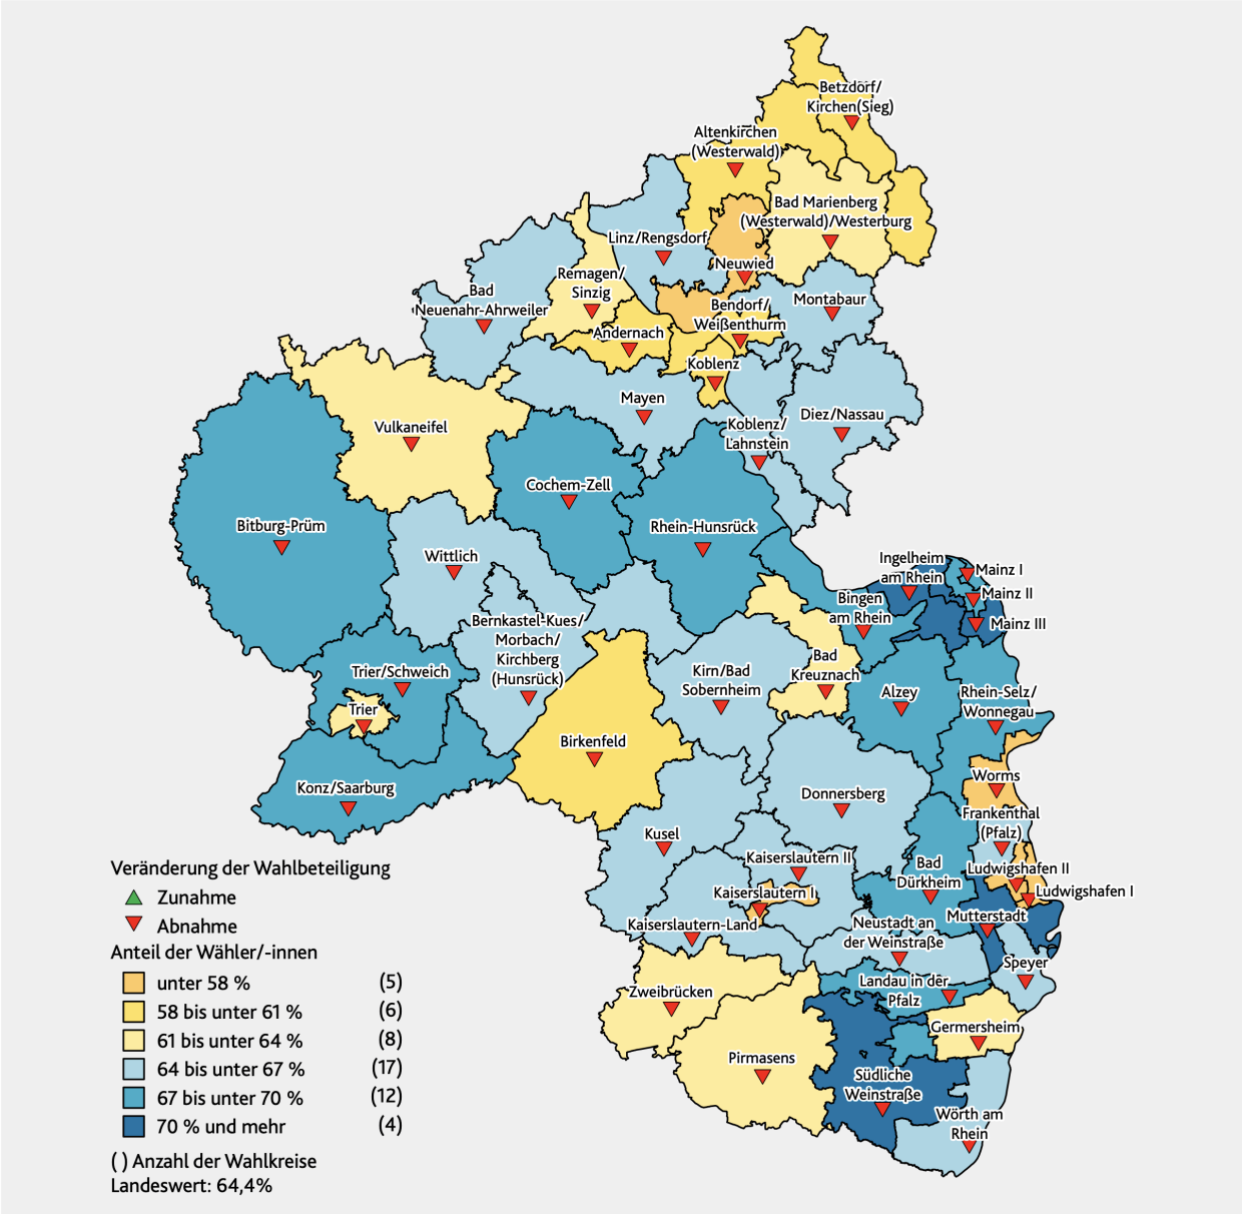 Betzdorf/
Kirchen(Sieg)
Altenkirchen
(Westerwald)
Bad Marienberg
(Westerwald)/Westerburg
Linz/Rengsdorf
Neuwied
Remagen/
Sinzig
Bad
Neuenahr-Ahrweiler
Bendorf/
Weißenthurm
Montabaur
Andernach
Koblenz
Mayen
Diez/Nassau
Koblenz/
Lahnstein
Vulkaneifel
Cochem-Zell
Rhein-Hunsrück
Bitburg-Prüm
Wittlich
Ingelheim
am Rhein
Mainz I
Mainz II
Mainz III
Bingen
am Rhein
Bernkastel-Kues/
Morbach/
Kirchberg
(Hunsrück)
Trier/Schweich
Trier
Kirn/Bad
Sobernheim
Bad
Kreuznach
Alzey
Rhein-Selz/
Wonnegau
Birkenfeld
Konz/Saarburg
Donnersberg
Worms
Frankenthal
(Pfalz)
Kusel
Kaiserslautern II
Bad
Dürkheim
Ludwigshafen II
Ludwigshafen I
Kaiserslautern I
Kaiserslautern-Land
Neustadt an
der Weinstraße
Mutterstadt
Speyer
Landau in der
Pfalz
Zweibrücken
Germersheim
Pirmasens
Südliche
Weinstraße
Wörth am
Rhein
Veränderung der Wahlbeteiligung
Zunahme
Abnahme
Anteil der Wähler/-innen
unter 58 % (5)
58 bis unter 61 % (6)
61 bis unter 64 % (8)
64 bis unter 67 % (17)
67 bis unter 70 % (12)
70 % und mehr (4)
( ) Anzahl der Wahlkreise
Landeswert: 64,4%